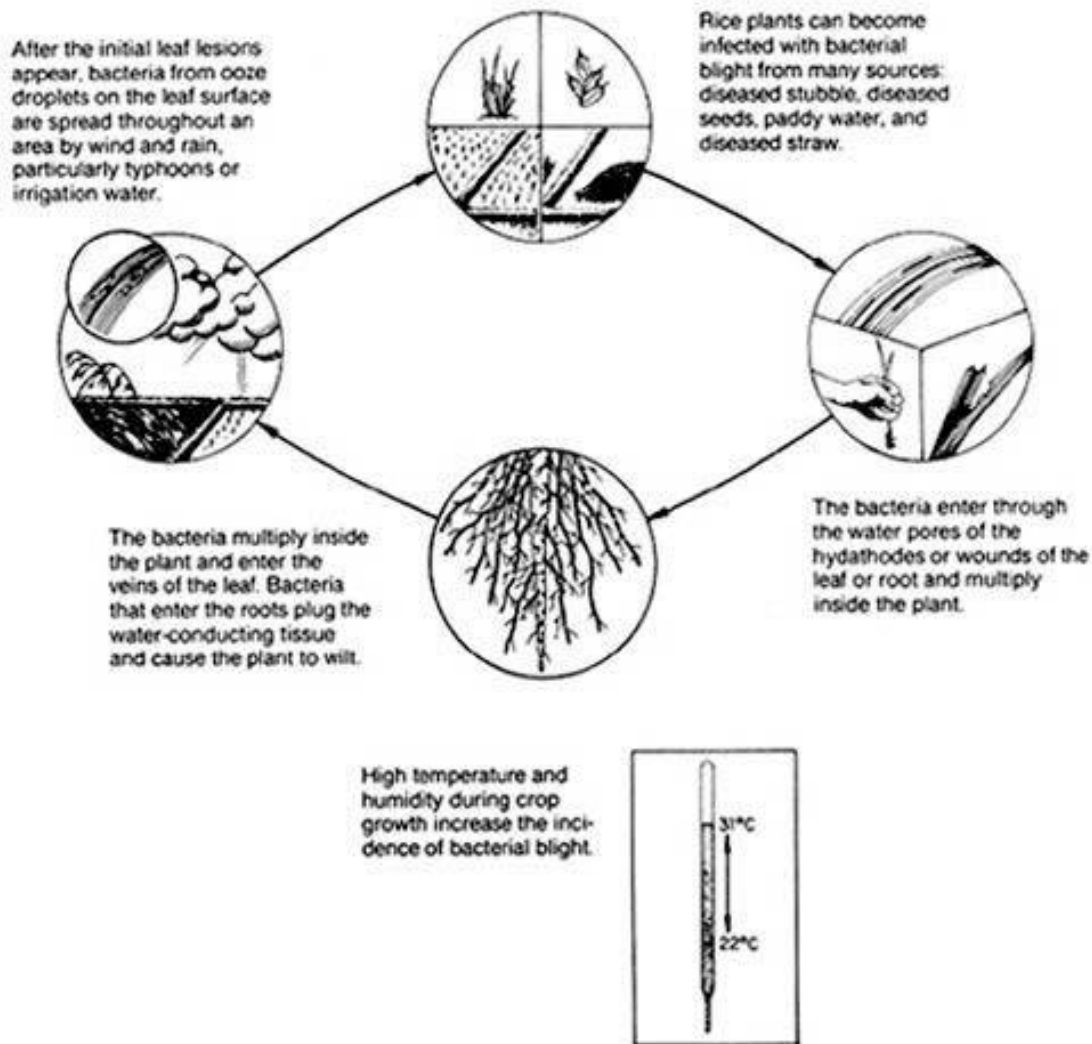 After the initial leaf lesions
appear, bacteria from ooze
droplets on the leaf surface
are spread throughout an
area by wind and rain,
particularly typhoons or
irrigation water.
Rice plants can become
infected with bacterial
blight from many sources:
diseased stubble, diseased
seeds, paddy water, and
diseased straw.
The bacteria enter through
the water pores of the
hydathodes or wounds of the
leaf or root and multiply
inside the plant.
The bacteria multiply inside
the plant and enter the
veins of the leaf. Bacteria
that enter the roots plug the
water-conducting tissue
and cause the plant to wilt.
High temperature and
humidity during crop
growth increase the inci-
dence of bacterial blight.
31°C
22°C